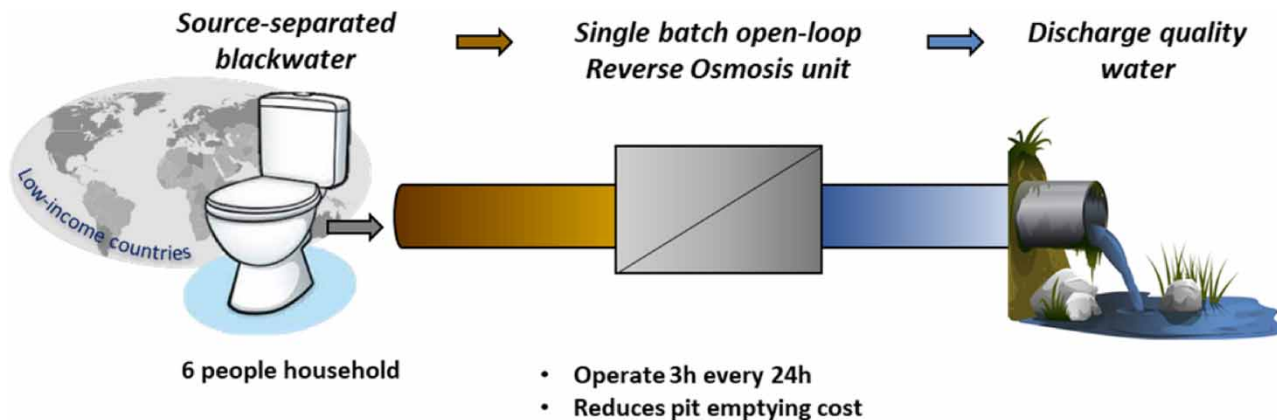 Source-separated
blackwater
Single batch open-loop
Reverse Osmosis unit
Discharge quality
water
Low-income countries
6 people household
• Operate 3h every 24h
• Reduces pit emptying cost